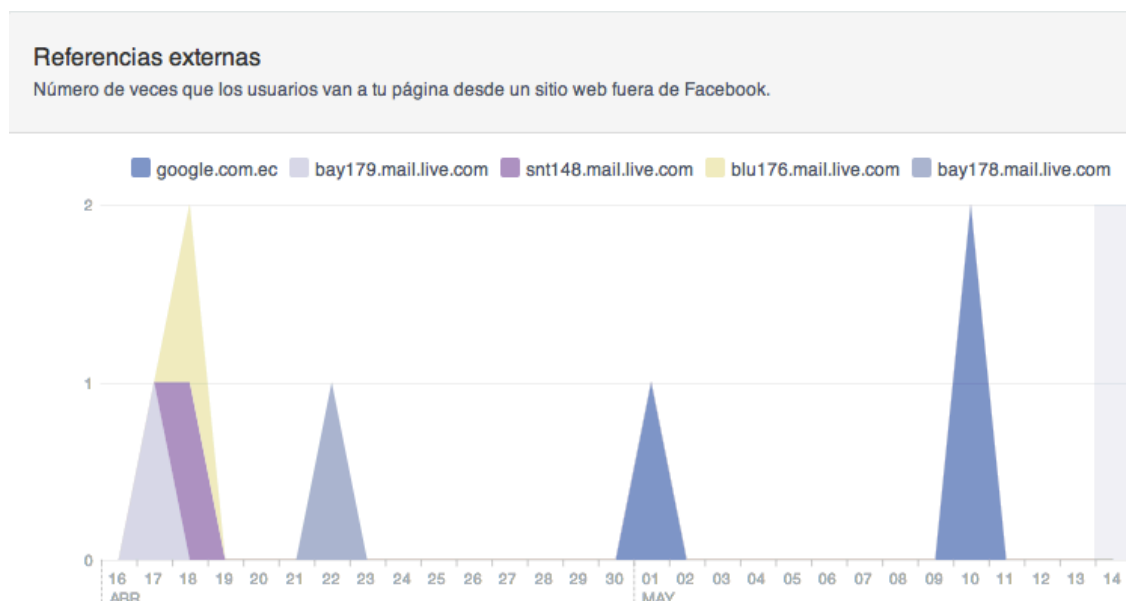 Referencias externas
Número de veces que los usuarios van a tu página desde un sitio web fuera de Facebook.
google.com.ec bay179.mail.live.com snt148.mail.live.com blu176.mail.live.com bay178.mail.live.com
2
1
0
16 17 18 19 20 21 22 23 24 25 26 27 28 29 30 01 02 03 04 05 06 07 08 09 10 11 12 13 14
ABR MAY